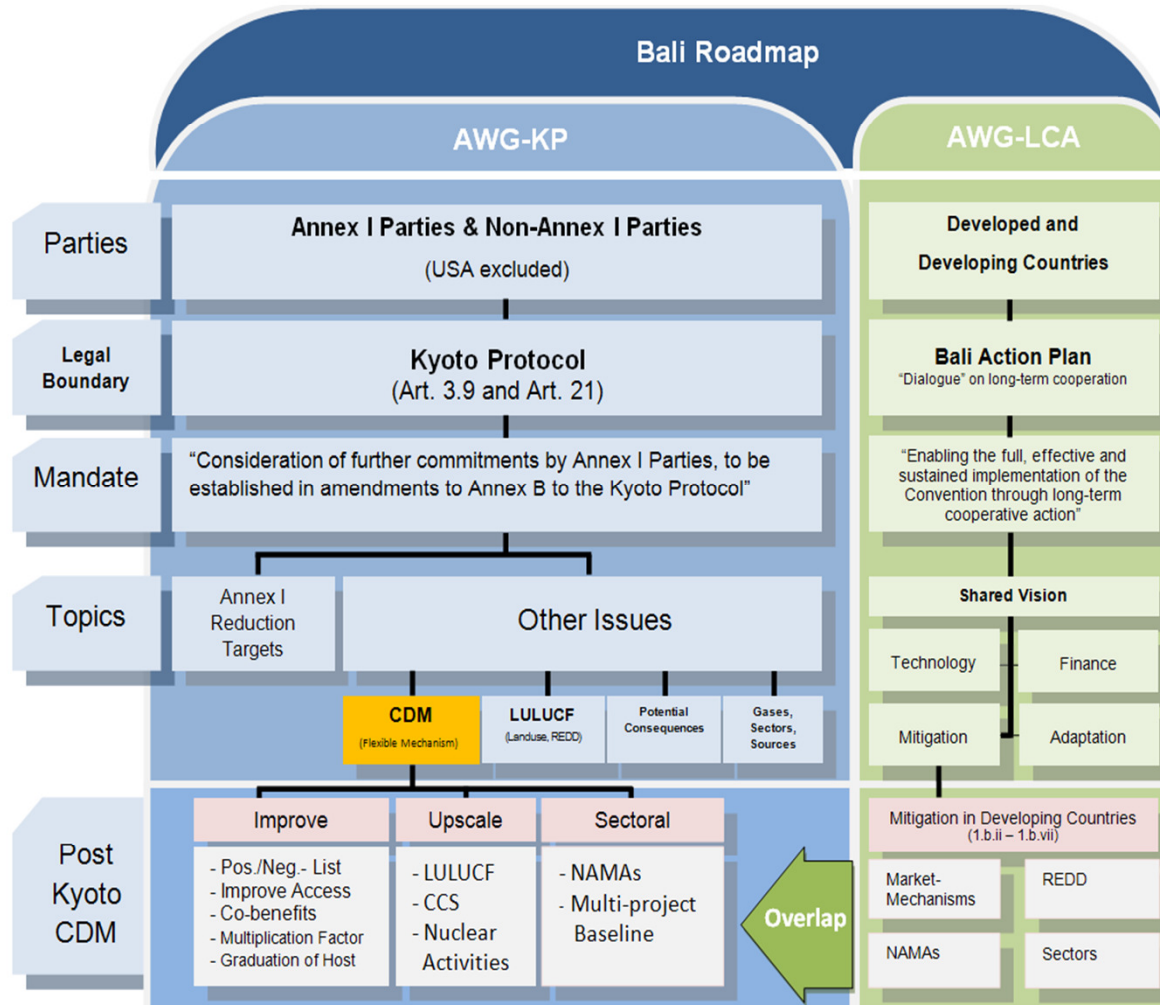 Bali Roadmap
AWG-KP
AWG-LCA
Parties
Annex I Parties & Non-Annex I Parties
(USA excluded)
Developed and
Developing Countries
Legal
Boundary
Kyoto Protocol
(Art. 3.9 and Art. 21)
Bali Action Plan
“Dialogue” on long-term cooperation
Mandate
“Consideration of further commitments by Annex I Parties, to be
established in amendments to Annex B to the Kyoto Protocol”
“Enabling the full, effective and
sustained implementation of the
Convention through long-term
cooperative action”
Topics
Annex I
Reduction
Targets
Other Issues
Shared Vision
Technology
Finance
Mitigation
Adaptation
CDM
(Flexible Mechanism)
LULUCF
(Landuse, REDD)
Potential
Consequences
Gases,
Sectors,
Sources
Post
Kyoto
CDM
Improve
- Pos./Neg.- List
- Improve Access
- Co-benefits
- Multiplication Factor
- Graduation of Host
Upscale
- LULUCF
- CCS
- Nuclear
Activities
Sectoral
- NAMAs
- Multi-project
Baseline
Overlap
Mitigation in Developing Countries
(1.b.ii – 1.b.vii)
Market-
Mechanisms
REDD
NAMAs
Sectors